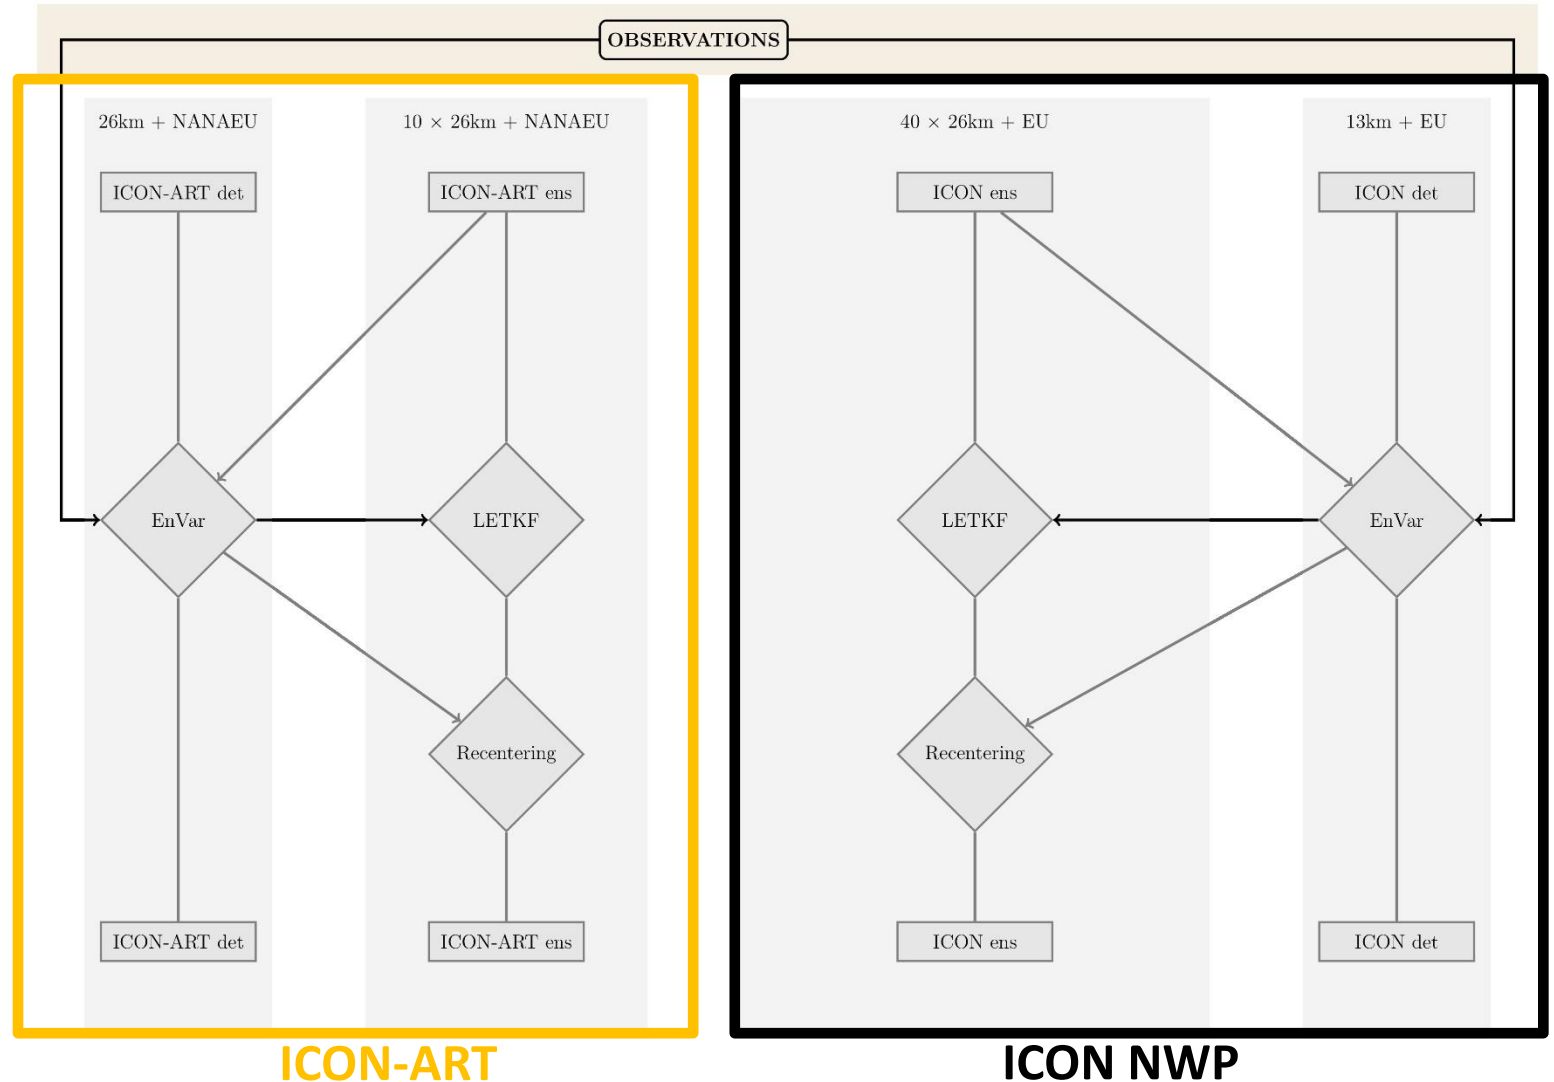 OBSERVATIONS
26km + NANAEU
10 × 26km + NANAEU
40 × 26km + EU
13km + EU
ICON-ART det
ICON-ART ens
ICON ens
ICON det
EnVar
LETKF
LETKF
EnVar
Recentering
Recentering
ICON-ART det
ICON-ART ens
ICON ens
ICON det
ICON-ART
ICON NWP